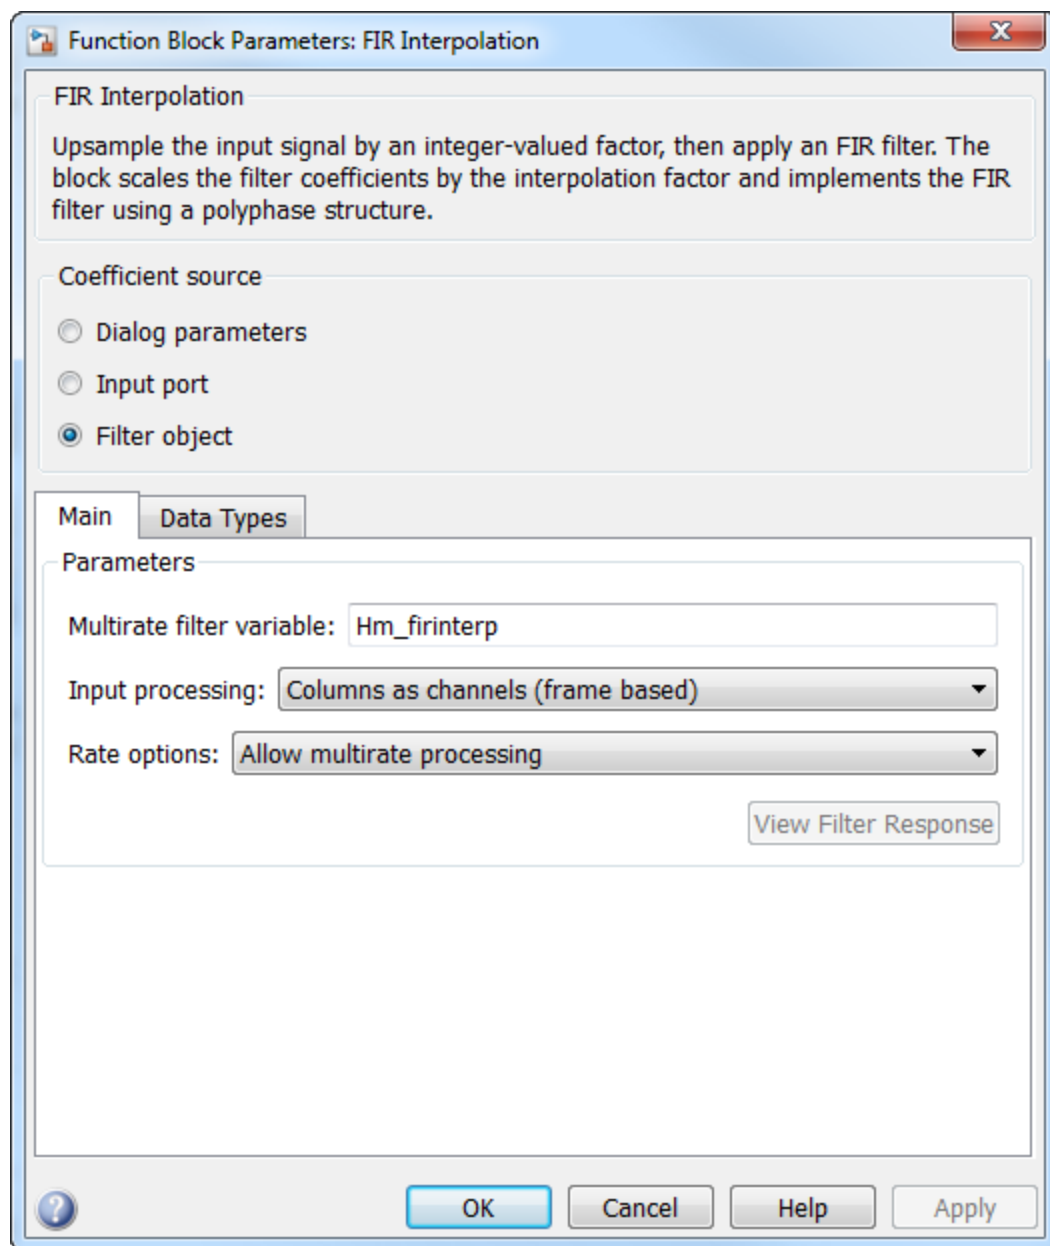 Function Block Parameters: FIR Interpolation
FIR Interpolation
Upsample the input signal by an integer-valued factor, then apply an FIR filter. The
block scales the filter coefficients by the interpolation factor and implements the FIR
filter using a polyphase structure.
Coefficient source
Dialog parameters
Input port
Filter object
Main Data Types
Parameters
Multirate filter variable: Hm_firinterp
Input processing: Columns as channels (frame based)
Rate options: Allow multirate processing
View Filter Response
? OK Cancel Help Apply